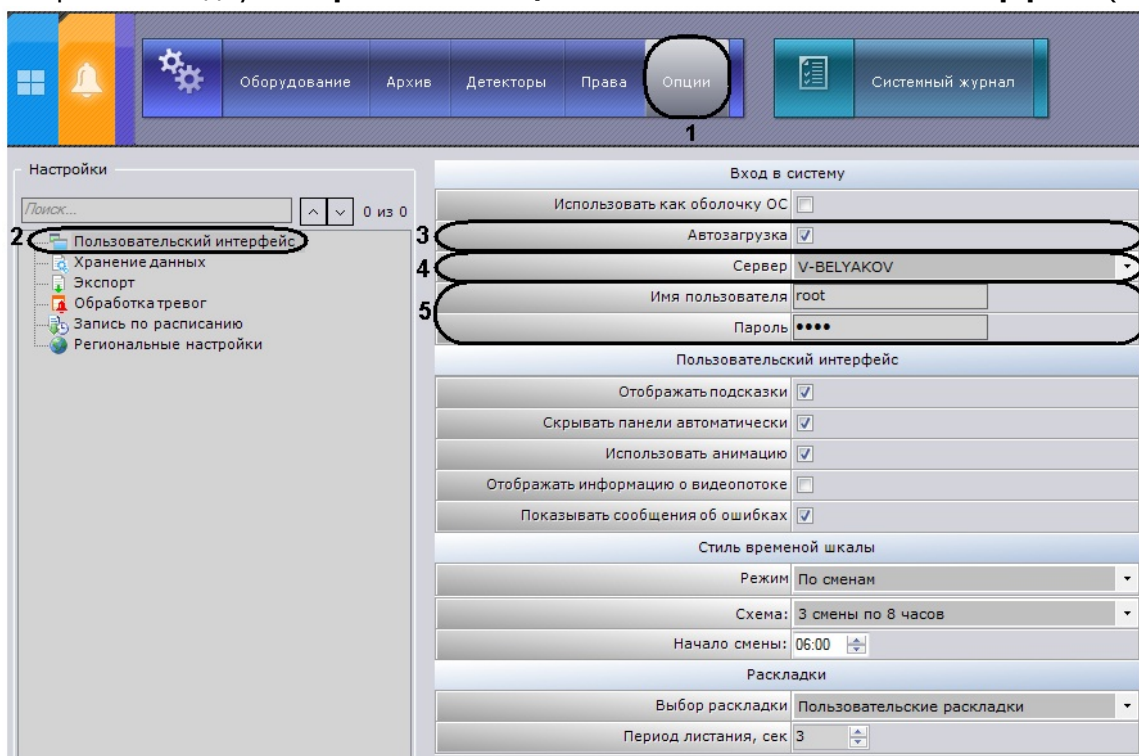 Оборудование Архив Детекторы Права Опции Системный журнал
1
Настройки
Поиск... 0 из 0
2 Пользовательский интерфейс
Хранение данных
Экспорт
Обработка тревог
Запись по расписанию
Региональные настройки
Вход в систему
Использовать как оболочку ОС
3 Автозагрузка
4 Сервер V-BELYAKOV
5 Имя пользователя root
Пароль ••••
Пользовательский интерфейс
Отображать подсказки
Скрывать панели автоматически
Использовать анимацию
Отображать информацию о видеопотоке
Показывать сообщения об ошибках
Стиль временой шкалы
Режим По сменам
Схема: 3 смены по 8 часов
Начало смены: 06:00
Раскладки
Выбор раскладки Пользовательские раскладки
Период листания, сек 3